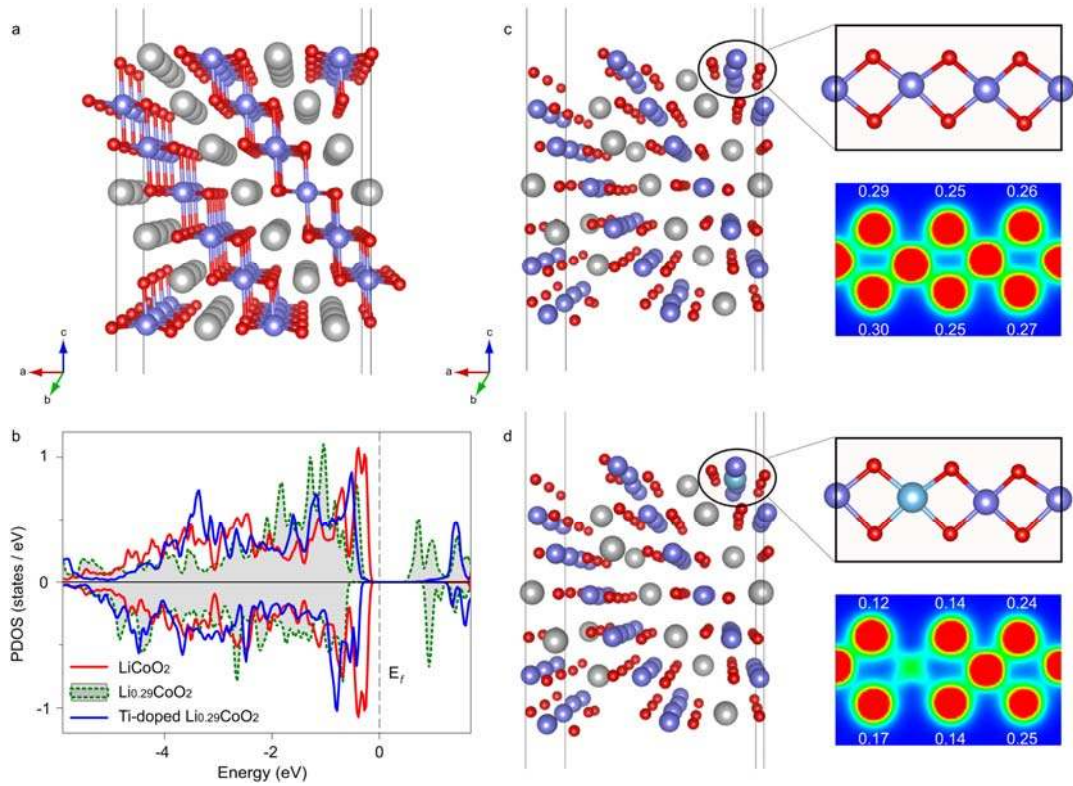 a
c
a
b
b
1
0
-1
PDOS (states / eV)
LiCoO₂
Li₀.₂₉CoO₂
Ti-doped Li₀.₂₉CoO₂
E𝑓
-4
-2
0
Energy (eV)
c
c
a
b
0.29 0.25 0.26
0.30 0.25 0.27
d
0.12 0.14 0.24
0.17 0.14 0.25